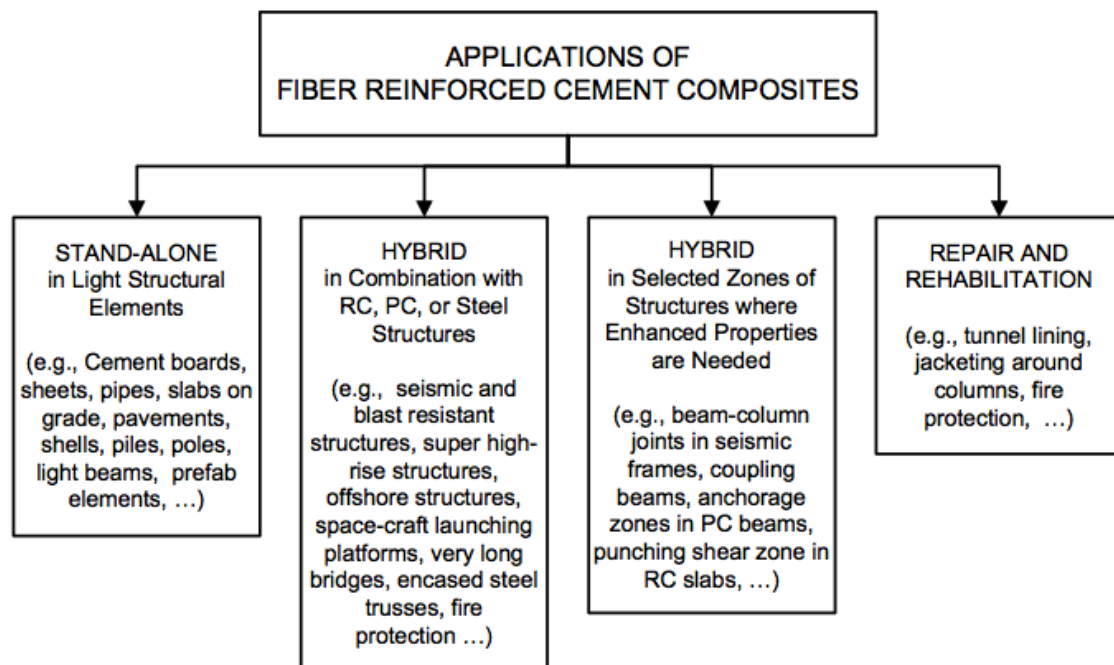 APPLICATIONS OF
FIBER REINFORCED CEMENT COMPOSITES
STAND-ALONE
in Light Structural
Elements
(e.g., Cement boards,
sheets, pipes, slabs on
grade, pavements,
shells, piles, poles,
light beams, prefab
elements, …)
HYBRID
in Combination with
RC, PC, or Steel
Structures
(e.g., seismic and
blast resistant
structures, super high-
rise structures,
offshore structures,
space-craft launching
platforms, very long
bridges, encased steel
trusses, fire
protection …)
HYBRID
in Selected Zones of
Structures where
Enhanced Properties
are Needed
(e.g., beam-column
joints in seismic
frames, coupling
beams, anchorage
zones in PC beams,
punching shear zone in
RC slabs, …)
REPAIR AND
REHABILITATION
(e.g., tunnel lining,
jacketing around
columns, fire
protection, …)